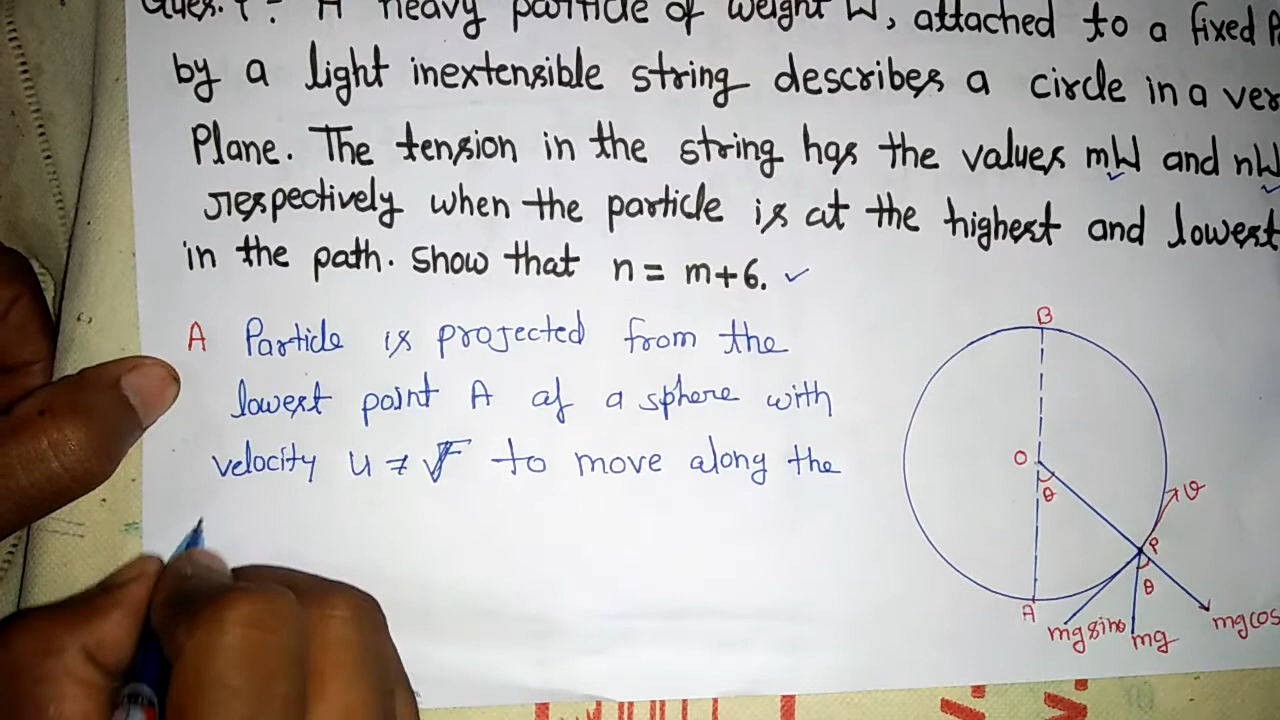 Ques. 9: A heavy particle of weight W, attached to a fixed
by a light inextensible string describes a circle in a ver
Plane. The tension in the string has the values mW and nW
respectively when the particle is at the highest and lowest
in the path. show that n = m+6.
A Particle is projected from the
lowest point A of a sphere with
velocity u ≠ √ to move along the
B
O
θ
v
P
θ
A
mg sinθ
mg
mg cos